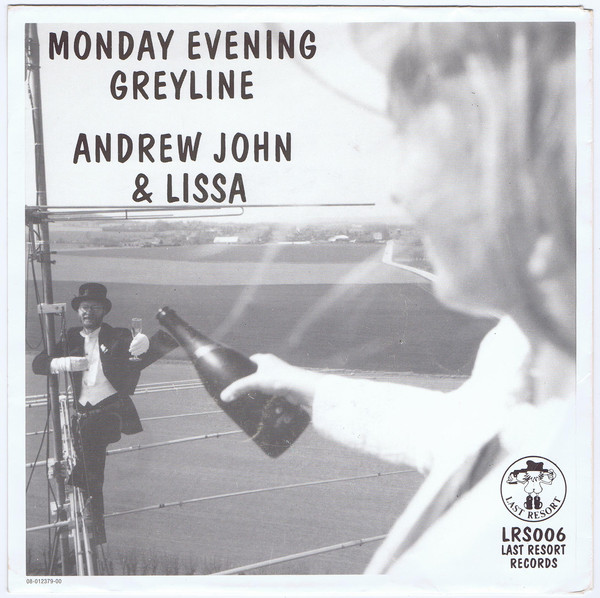 MONDAY EVENING
GREYLINE
ANDREW JOHN
& LISSA
LAST RESORT
LRS006
LAST RESORT
RECORDS
08-012379-00